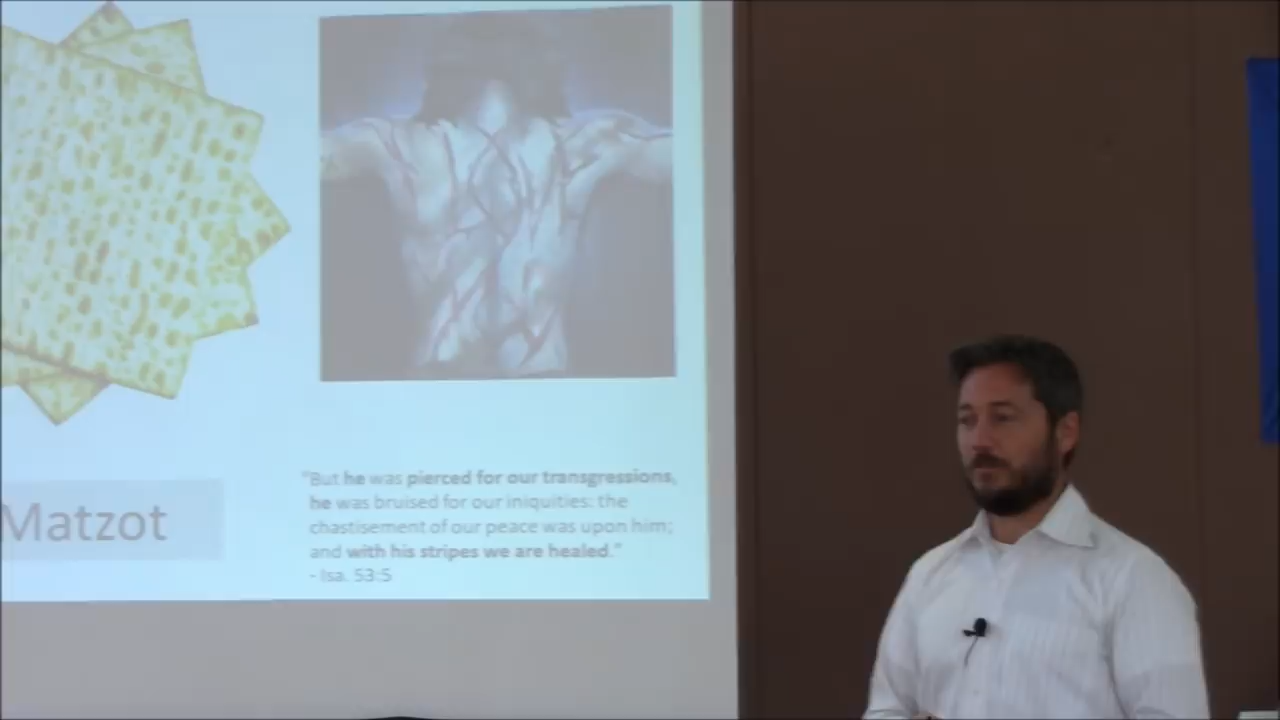 Matzot
"But he was pierced for our transgressions,
he was bruised for our iniquities: the
chastisement of our peace was upon him;
and with his stripes we are healed."
- Isa. 53:5